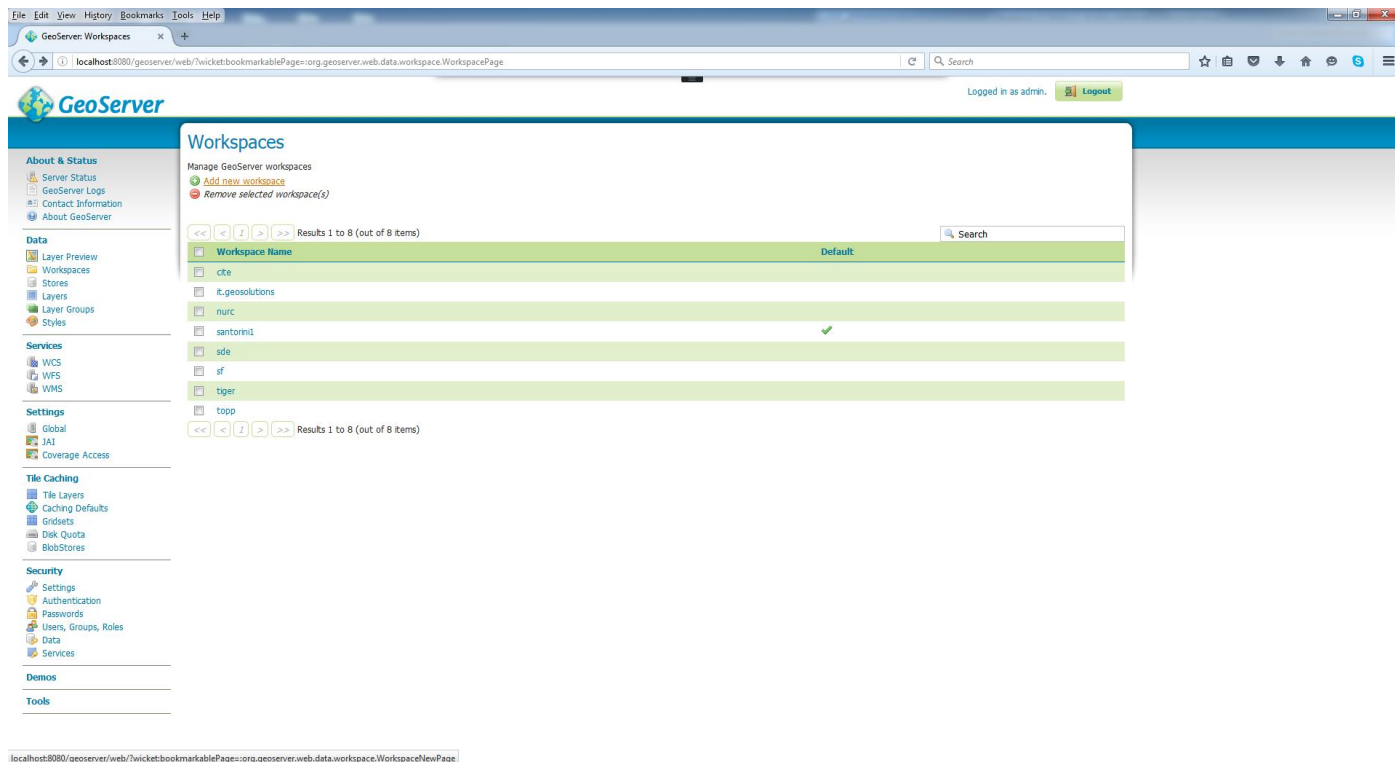 File Edit View History Bookmarks Tools Help
GeoServer: Workspaces × +
localhost:8080/geoserver/web/?wicket:bookmarkablePage=:org.geoserver.web.data.workspace.WorkspacePage
Search
GeoServer
Logged in as admin.
Logout
About & Status
Server Status
GeoServer Logs
Contact Information
About GeoServer
Data
Layer Preview
Workspaces
Stores
Layers
Layer Groups
Styles
Services
WCS
WFS
WMS
Settings
Global
JAI
Coverage Access
Tile Caching
Tile Layers
Caching Defaults
Gridsets
Disk Quota
BlobStores
Security
Settings
Authentication
Passwords
Users, Groups, Roles
Data
Services
Demos
Tools
Workspaces
Manage GeoServer workspaces
Add new workspace
Remove selected workspace(s)
<< < 1 > >> Results 1 to 8 (out of 8 items)
Search
Workspace Name Default
cite
it.geosolutions
nurc
santorini1
sde
sf
tiger
topp
<< < 1 > >> Results 1 to 8 (out of 8 items)
localhost:8080/geoserver/web/?wicket:bookmarkablePage=:org.geoserver.web.data.workspace.WorkspaceNewPage